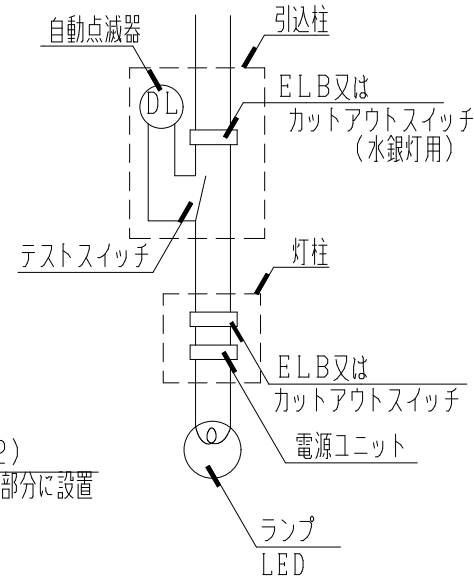 自動点滅器
引込柱
DL
ELB又は
カットアウトスイッチ
（水銀灯用）
テストスイッチ
灯柱
ELB又は
カットアウトスイッチ
2）
部分に設置
電源ユニット
ランプ
LED